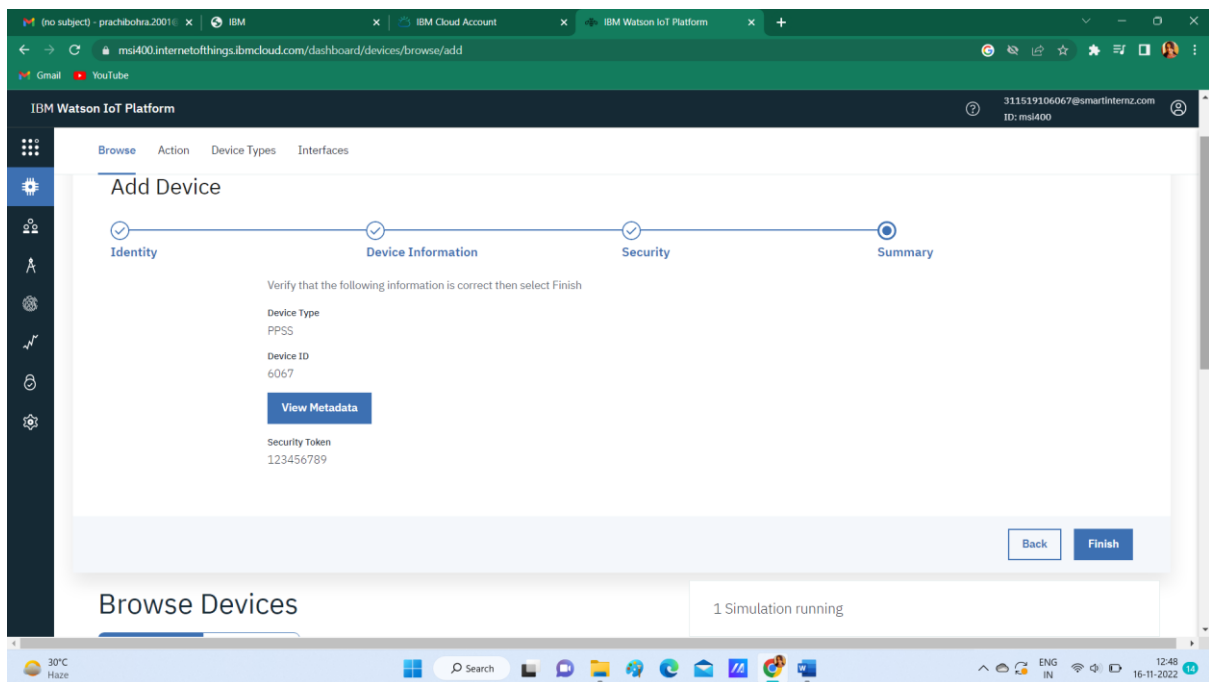 (no subject) - prachibohra.2001@
IBM
IBM Cloud Account
IBM Watson IoT Platform
msi400.internetofthings.ibmcloud.com/dashboard/devices/browse/add
Gmail
YouTube
IBM Watson IoT Platform
311519106067@smartinternz.com
ID: msi400
Browse
Action
Device Types
Interfaces
Add Device
Identity
Device Information
Security
Summary
Verify that the following information is correct then select Finish
Device Type
PPSS
Device ID
6067
View Metadata
Security Token
123456789
Back
Finish
Browse Devices
1 Simulation running
30°C
Haze
Search
ENG
IN
12:48
16-11-2022
14